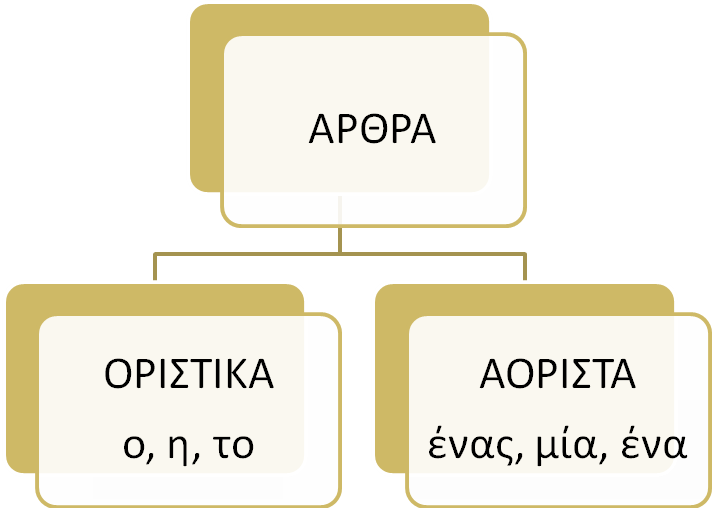 ΑΡΘΡΑ
ΟΡΙΣΤΙΚΑ
ο, η, το
ΑΟΡΙΣΤΑ
ένας, μία, ένα